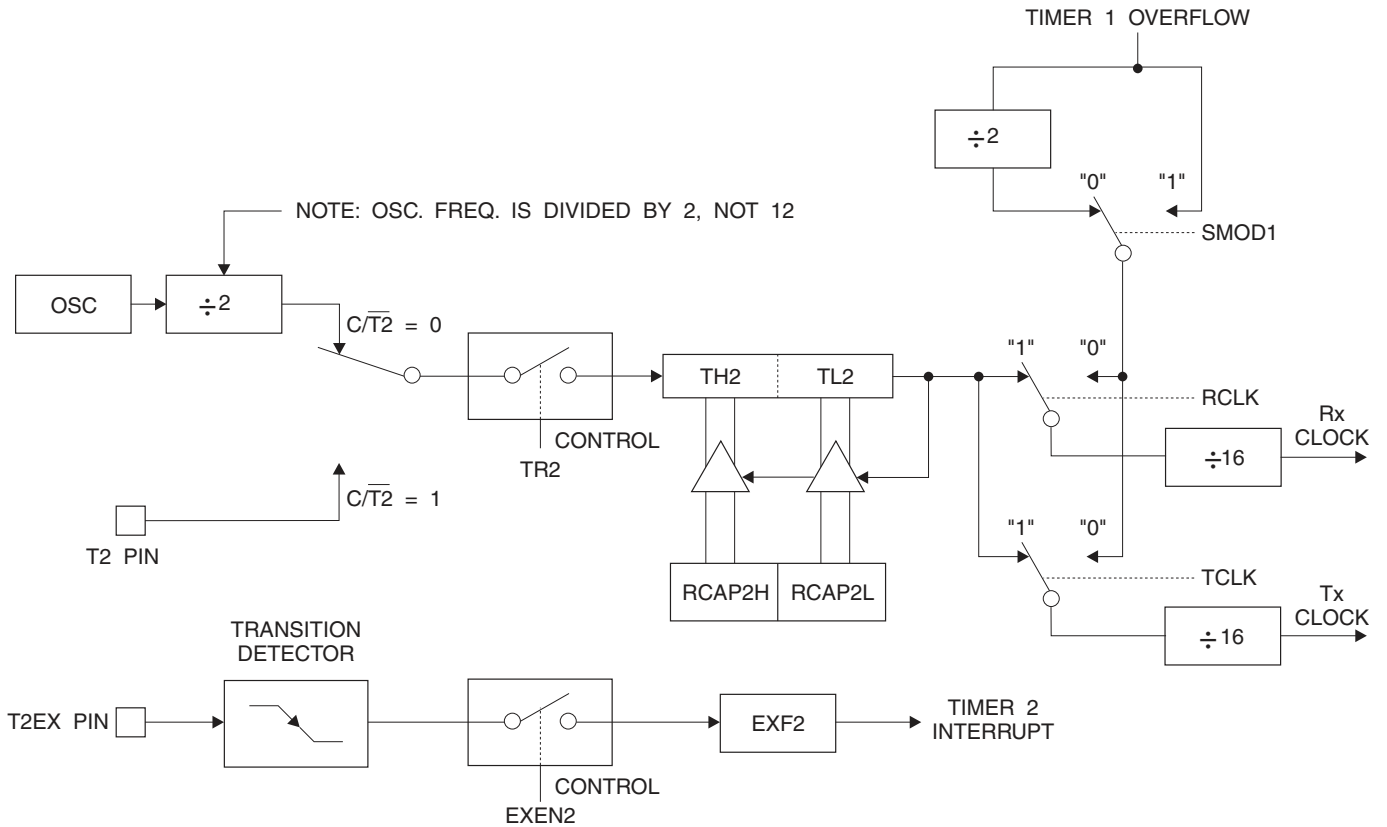 TIMER 1 OVERFLOW
÷2
"0" "1"
NOTE: OSC. FREQ. IS DIVIDED BY 2, NOT 12
SMOD1
OSC
÷2
C/T̅2̅ = 0
"1" "0"
TH2 TL2
RCLK
Rx
CLOCK
CONTROL
TR2
÷16
C/T̅2̅ = 1
T2 PIN
"1" "0"
RCAP2H RCAP2L
TCLK
Tx
CLOCK
÷16
TRANSITION
DETECTOR
T2EX PIN
EXF2
TIMER 2
INTERRUPT
CONTROL
EXEN2